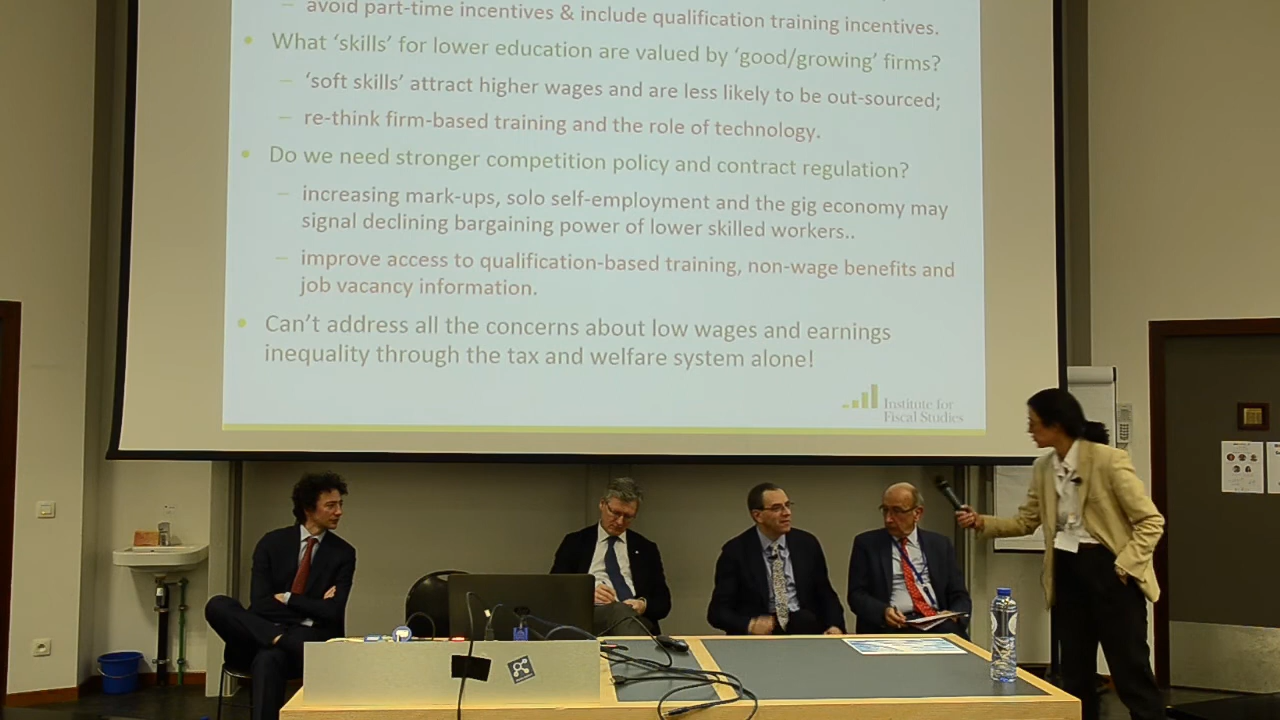 – avoid part-time incentives & include qualification training incentives.
• What ‘skills’ for lower education are valued by ‘good/growing’ firms?
– ‘soft skills’ attract higher wages and are less likely to be out-sourced;
– re-think firm-based training and the role of technology.
• Do we need stronger competition policy and contract regulation?
– increasing mark-ups, solo self-employment and the gig economy may
signal declining bargaining power of lower skilled workers..
– improve access to qualification-based training, non-wage benefits and
job vacancy information.
• Can’t address all the concerns about low wages and earnings
inequality through the tax and welfare system alone!
Institute for
Fiscal Studies